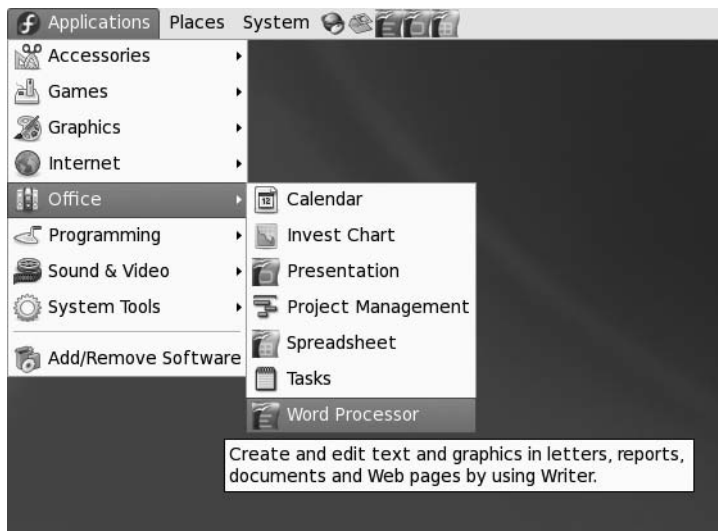 Applications Places System
Accessories
Games
Graphics
Internet
Office
Programming
Sound & Video
System Tools
Add/Remove Software
12
Calendar
Invest Chart
Presentation
Project Management
Spreadsheet
Tasks
Word Processor
Create and edit text and graphics in letters, reports,
documents and Web pages by using Writer.